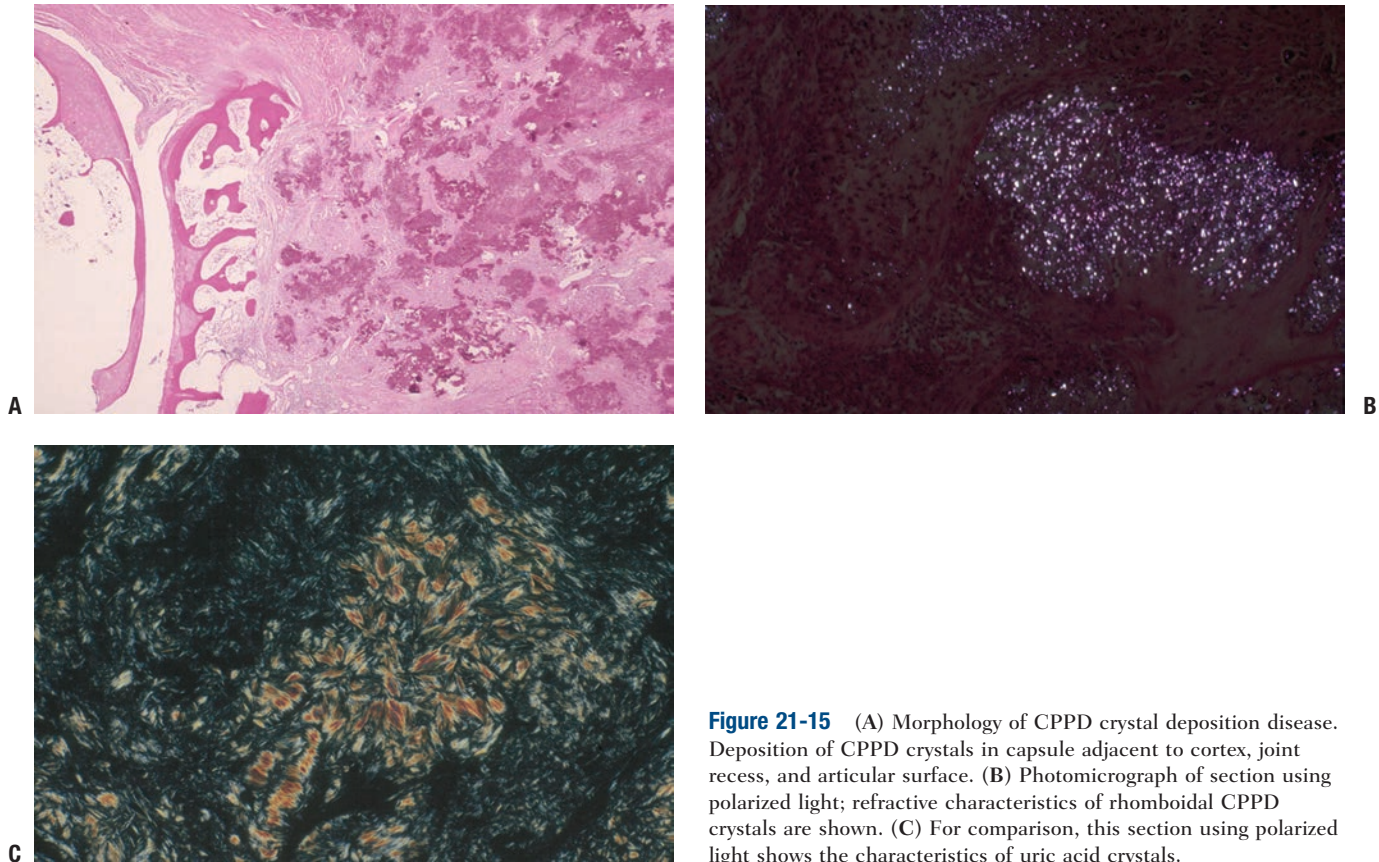 A
B
C
Figure 21-15 (A) Morphology of CPPD crystal deposition disease.
Deposition of CPPD crystals in capsule adjacent to cortex, joint
recess, and articular surface. (B) Photomicrograph of section using
polarized light; refractive characteristics of rhomboidal CPPD
crystals are shown. (C) For comparison, this section using polarized
light shows the characteristics of uric acid crystals.